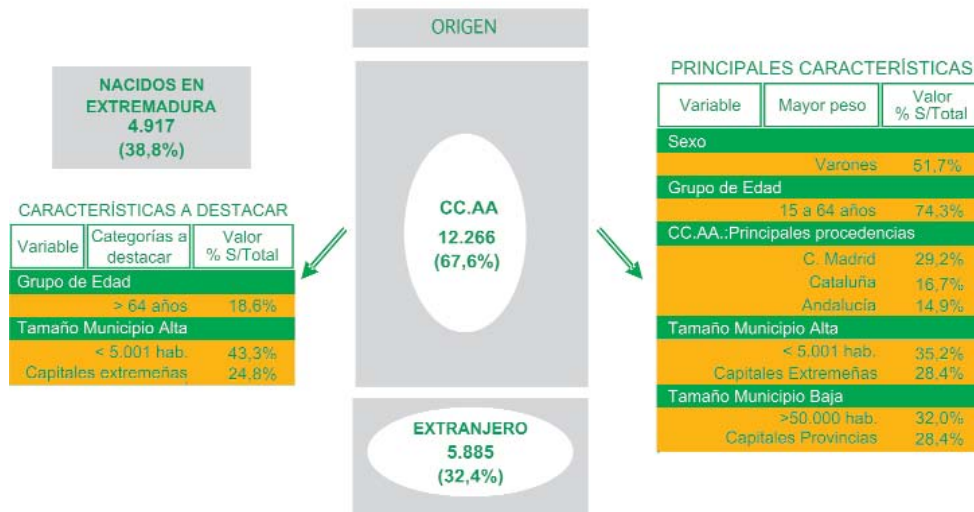 ORIGEN
NACIDOS EN
EXTREMADURA
4.917
(38,8%)
CARACTERÍSTICAS A DESTACAR
Variable Categorías a destacar Valor % S/Total
Grupo de Edad
> 64 años 18,6%
Tamaño Municipio Alta
< 5.001 hab. 43,3%
Capitales extremeñas 24,8%
CC.AA
12.266
(67,6%)
EXTRANJERO
5.885
(32,4%)
PRINCIPALES CARACTERÍSTICAS
Variable Mayor peso Valor % S/Total
Sexo
Varones 51,7%
Grupo de Edad
15 a 64 años 74,3%
CC.AA.:Principales procedencias
C. Madrid 29,2%
Cataluña 16,7%
Andalucía 14,9%
Tamaño Municipio Alta
< 5.001 hab. 35,2%
Capitales Extremeñas 28,4%
Tamaño Municipio Baja
>50.000 hab. 32,0%
Capitales Provincias 28,4%